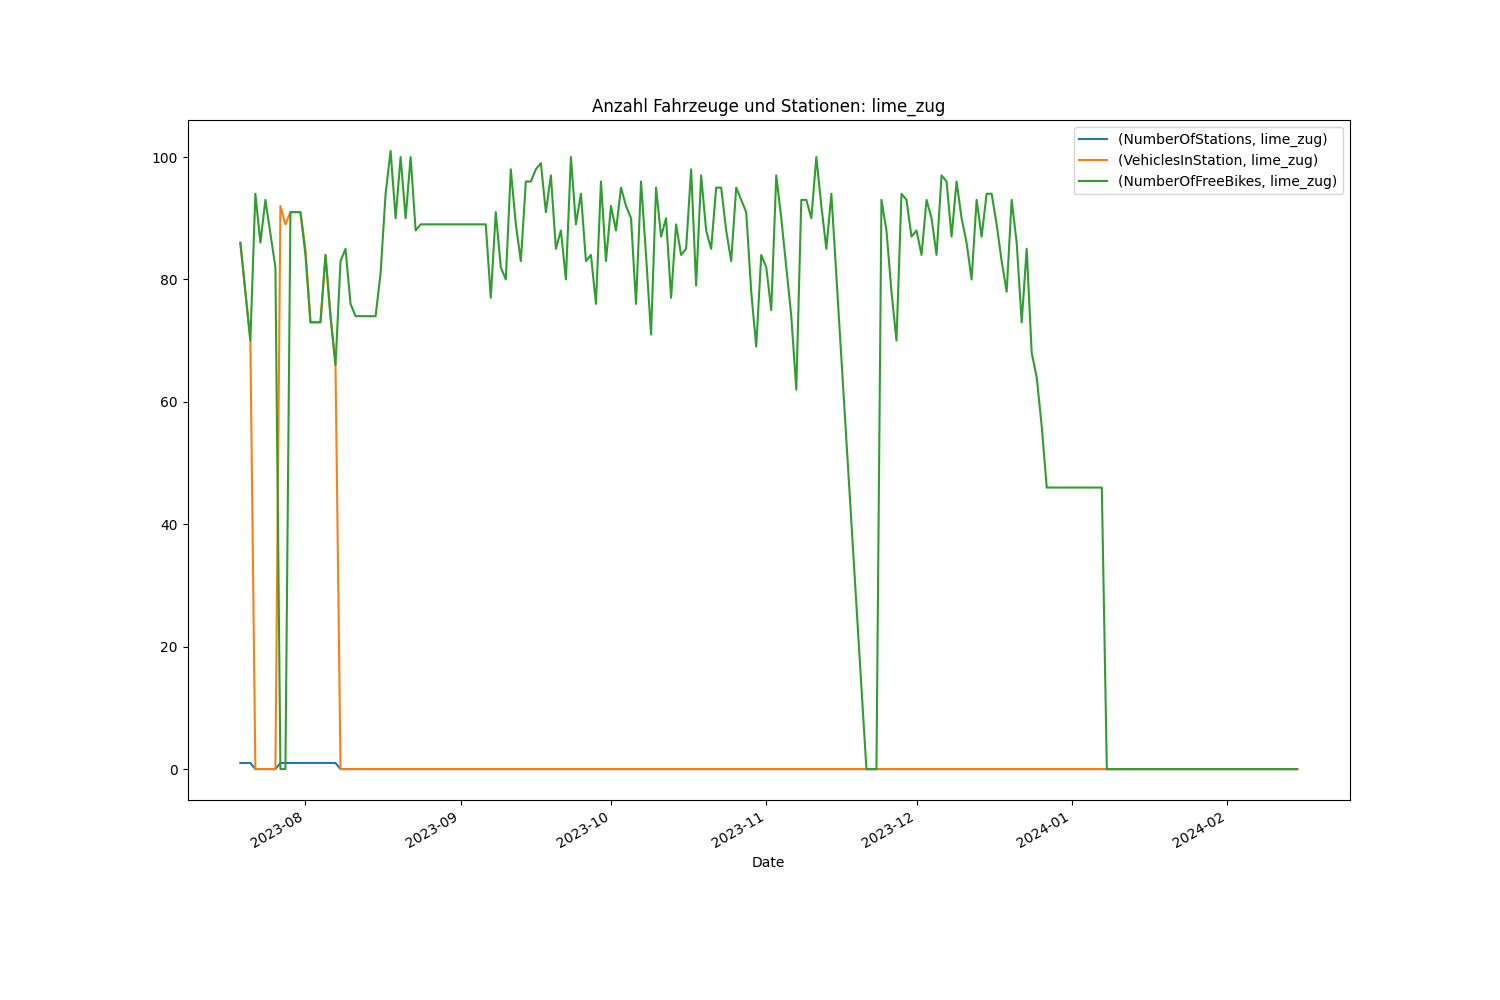 Anzahl Fahrzeuge und Stationen: lime_zug
(NumberOfStations, lime_zug)
(VehiclesInStation, lime_zug)
(NumberOfFreeBikes, lime_zug)
100
80
60
40
20
0
2023-08
2023-09
2023-10
2023-11
2023-12
2024-01
2024-02
Date